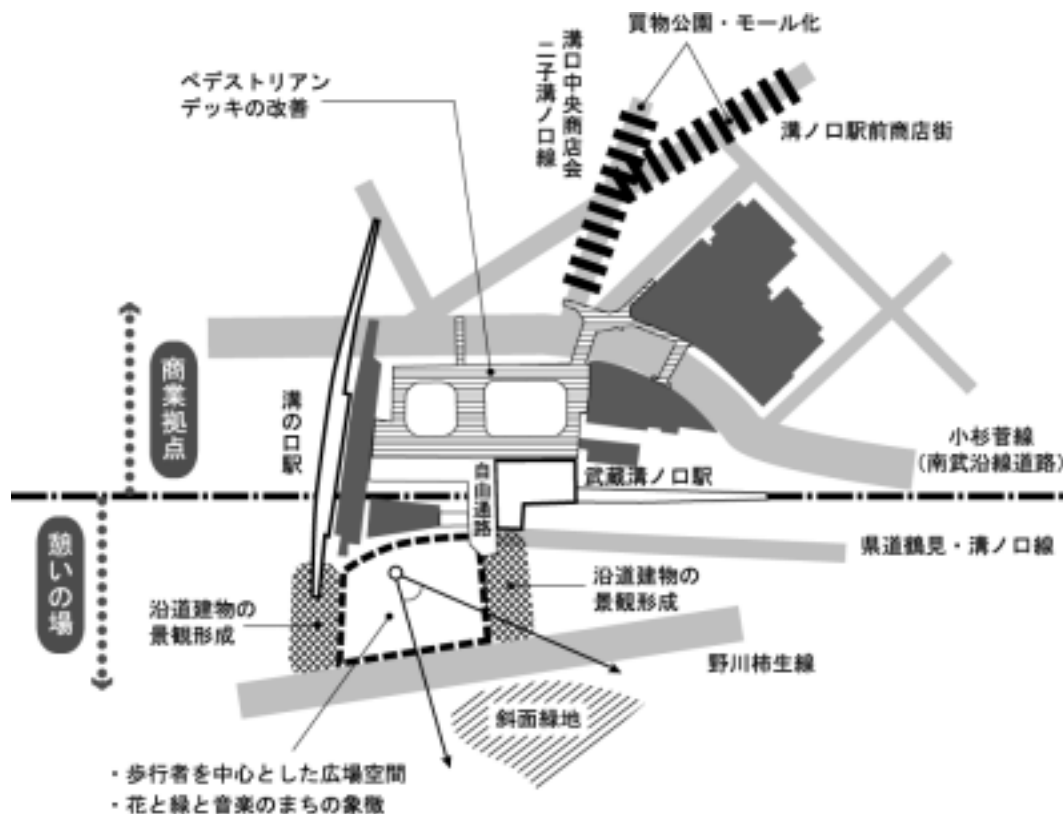 買物公園・モール化
溝口中央商店会
二子溝ノ口線
ペデストリアン
デッキの改善
溝ノ口駅前商店街
商業拠点
溝の口駅
小杉菅線
(南武沿線道路)
武蔵溝ノ口駅
自由通路
県道鶴見・溝ノ口線
憩いの場
沿道建物の
景観形成
沿道建物の
景観形成
野川柿生線
斜面緑地
・歩行者を中心とした広場空間
・花と緑と音楽のまちの象徴